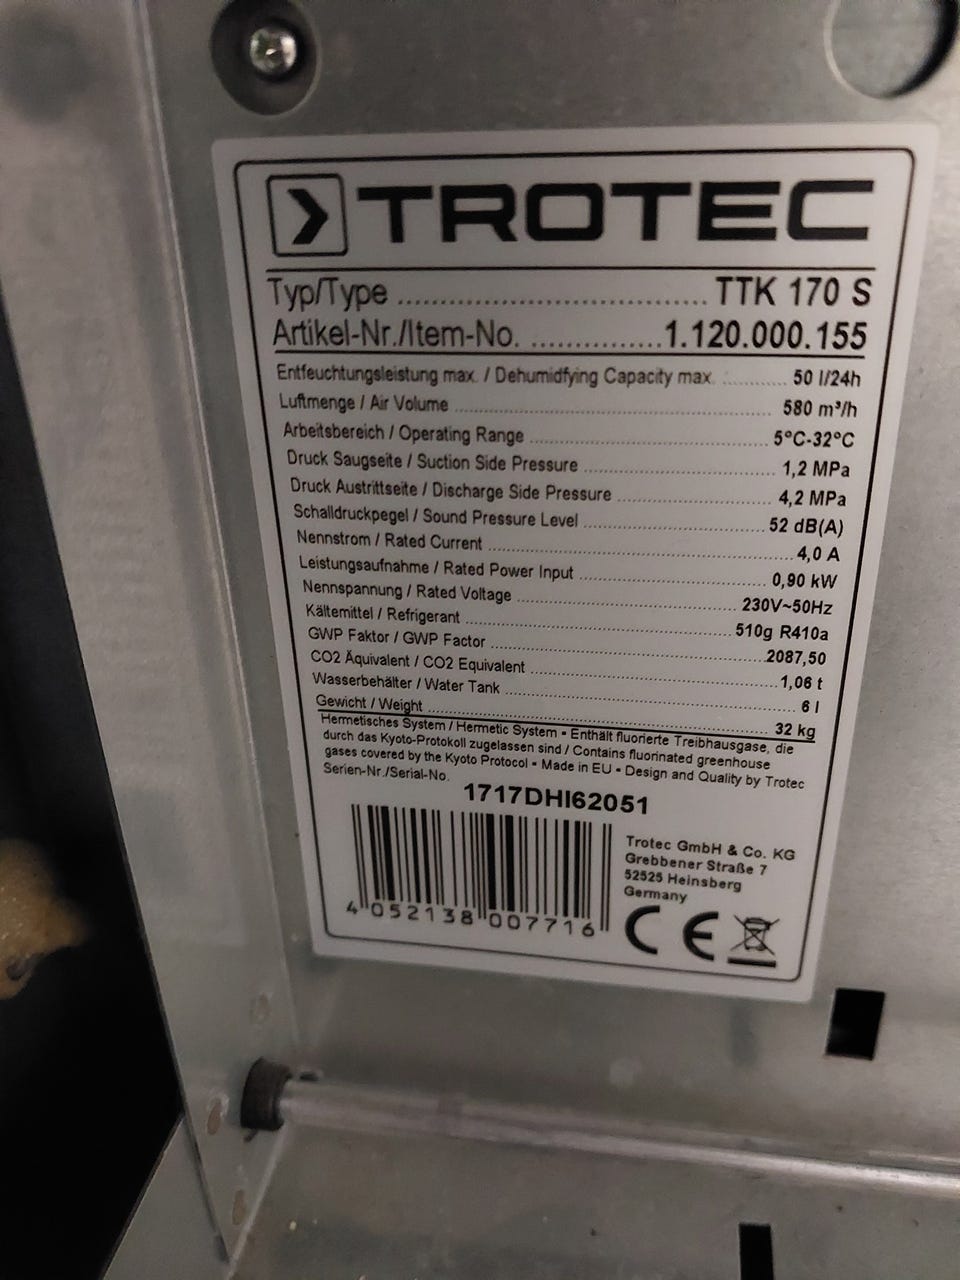 TROTEC
Typ/Type .................................. TTK 170 S
Artikel-Nr./Item-No. ............... 1.120.000.155
Entfeuchtungsleistung max. / Dehumidfying Capacity max. ............ 50 l/24h
Luftmenge / Air Volume ............ 580 m³/h
Arbeitsbereich / Operating Range ............ 5°C-32°C
Druck Saugseite / Suction Side Pressure ............ 1,2 MPa
Druck Austrittseite / Discharge Side Pressure ............ 4,2 MPa
Schalldruckpegel / Sound Pressure Level ............ 52 dB(A)
Nennstrom / Rated Current ............ 4,0 A
Leistungsaufnahme / Rated Power Input ............ 0,90 kW
Nennspannung / Rated Voltage ............ 230V~50Hz
Kältemittel / Refrigerant ............ 510g R410a
GWP Faktor / GWP Factor ............ 2087,50
CO2 Äquivalent / CO2 Equivalent ............ 1,06 t
Wasserbehälter / Water Tank ............ 6 l
Gewicht / Weight ............ 32 kg
Hermetisches System / Hermetic System • Enthält fluorierte Treibhausgase, die
durch das Kyoto-Protokoll zugelassen sind / Contains fluorinated greenhouse
gases covered by the Kyoto Protocol • Made in EU • Design and Quality by Trotec
Serien-Nr./Serial-No.
1717DHI62051
4 052138 007716
Trotec GmbH & Co. KG
Grebbener Straße 7
52525 Heinsberg
Germany
CE